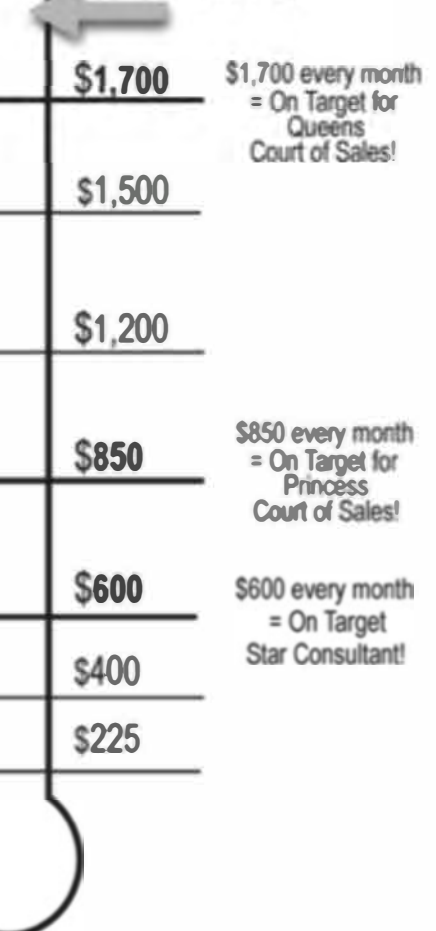 $1,700
$1,700 every month
= On Target for
Queens
Court of Sales!
$1,500
$1,200
$850
$850 every month
= On Target for
Princess
Court of Sales!
$600
$600 every month
= On Target
Star Consultant!
$400
$225